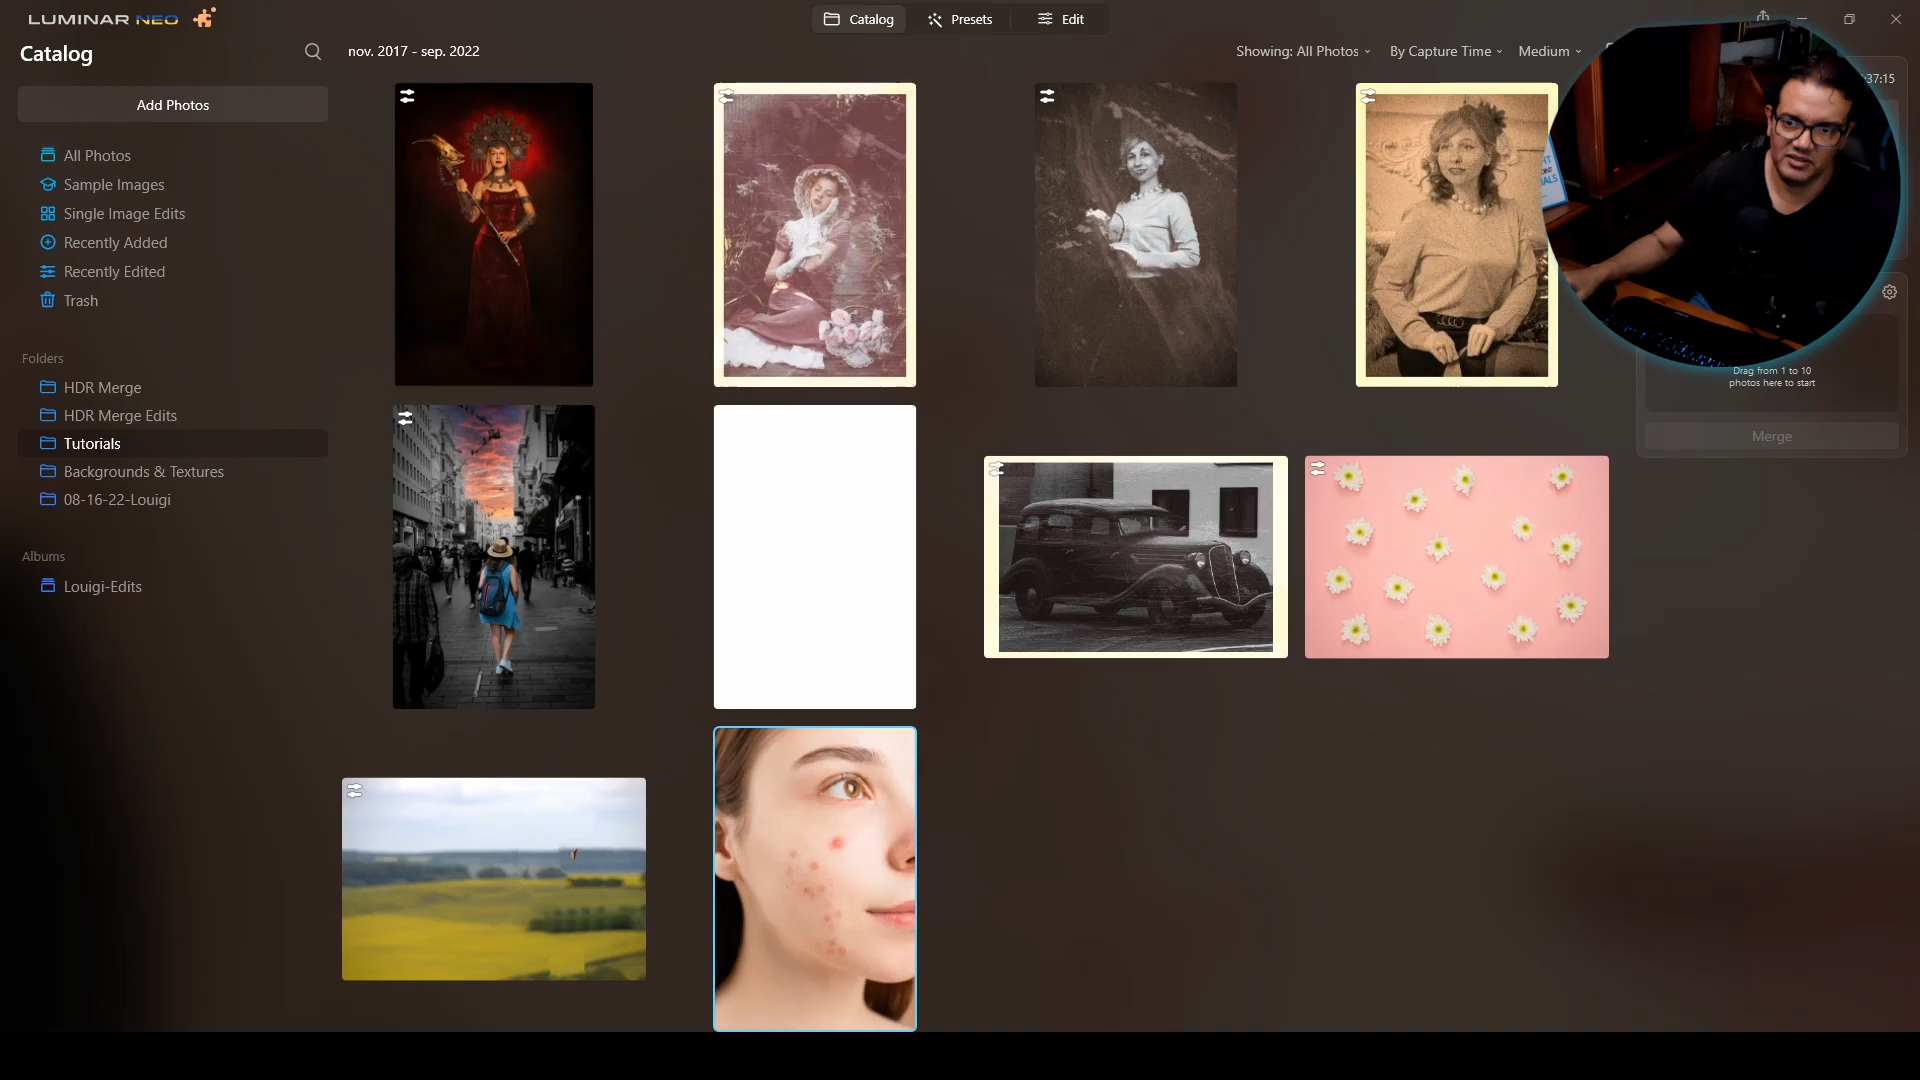 LUMINAR NEO
Catalog
Presets
Edit
Catalog
nov. 2017 - sep. 2022
Showing: All Photos
By Capture Time
Medium
:37:15
Add Photos
All Photos
Sample Images
Single Image Edits
Recently Added
Recently Edited
Trash
Folders
HDR Merge
HDR Merge Edits
Tutorials
Backgrounds & Textures
08-16-22-Louigi
Albums
Louigi-Edits
Drag from 1 to 10
photos here to start
Merge